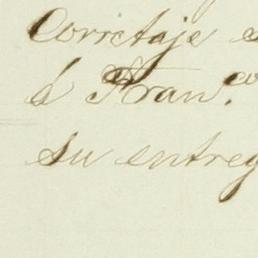 Corretaje
á Fran.co
su entreg